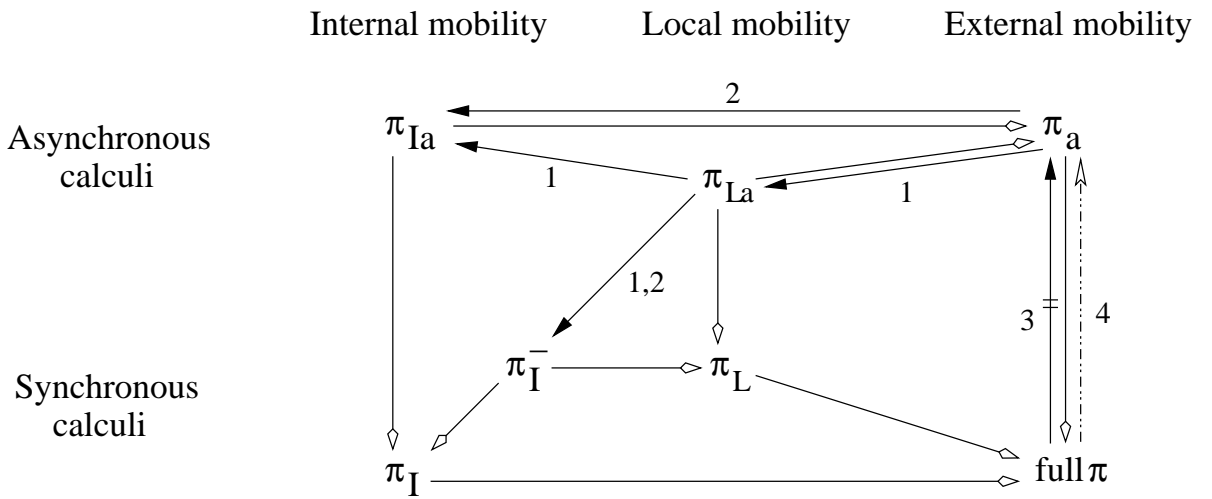 Internal mobility Local mobility External mobility
2
Asynchronous
calculi
π_Ia
π_a
1
π_La
1
1,2
3
4
Synchronous
calculi
π_I^−
π_L
π_I
full π